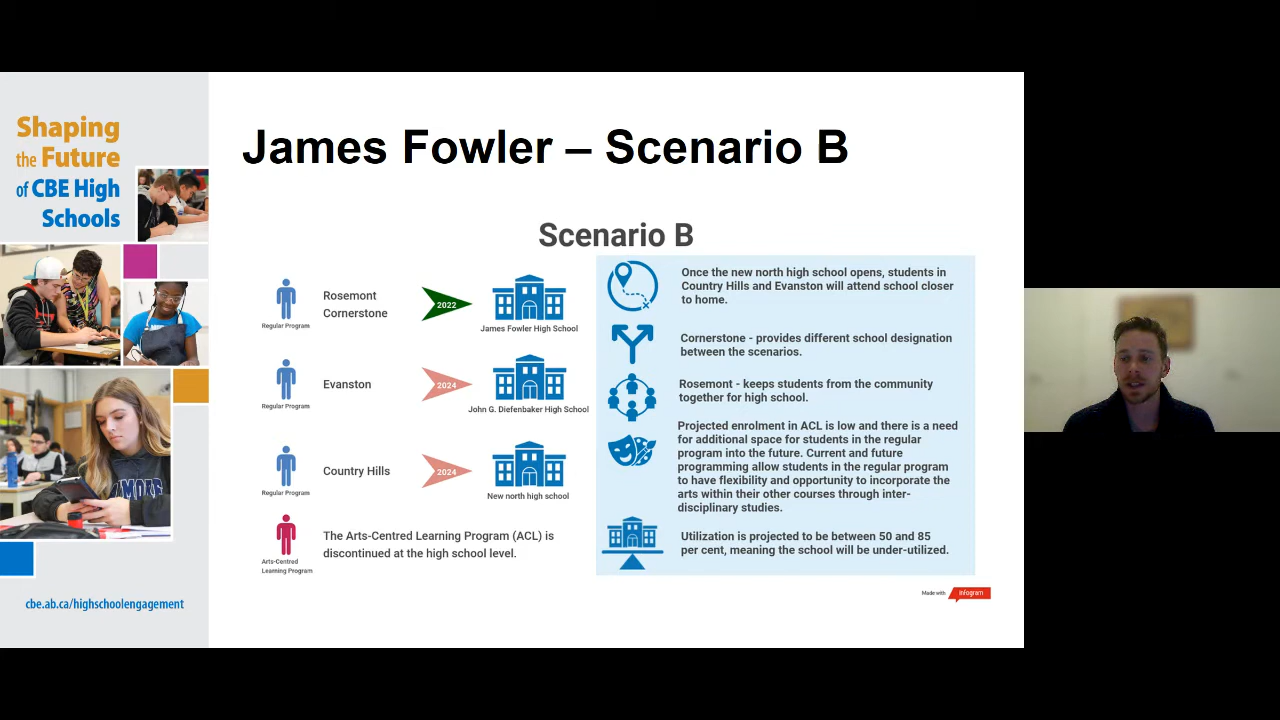 Shaping
the Future
of CBE High
Schools
cbe.ab.ca/highschoolengagement
James Fowler – Scenario B
Scenario B
Regular Program
Rosemont
Cornerstone
2022
James Fowler High School
Regular Program
Evanston
2024
John G. Diefenbaker High School
Regular Program
Country Hills
2024
New north high school
Arts-Centred
Learning Program
The Arts-Centred Learning Program (ACL) is
discontinued at the high school level.
Once the new north high school opens, students in
Country Hills and Evanston will attend school closer
to home.
Cornerstone - provides different school designation
between the scenarios.
Rosemont - keeps students from the community
together for high school.
Projected enrolment in ACL is low and there is a need
for additional space for students in the regular
program into the future. Current and future
programming allow students in the regular program
to have flexibility and opportunity to incorporate the
arts within their other courses through inter-
disciplinary studies.
Utilization is projected to be between 50 and 85
per cent, meaning the school will be under-utilized.
Made with
infogram